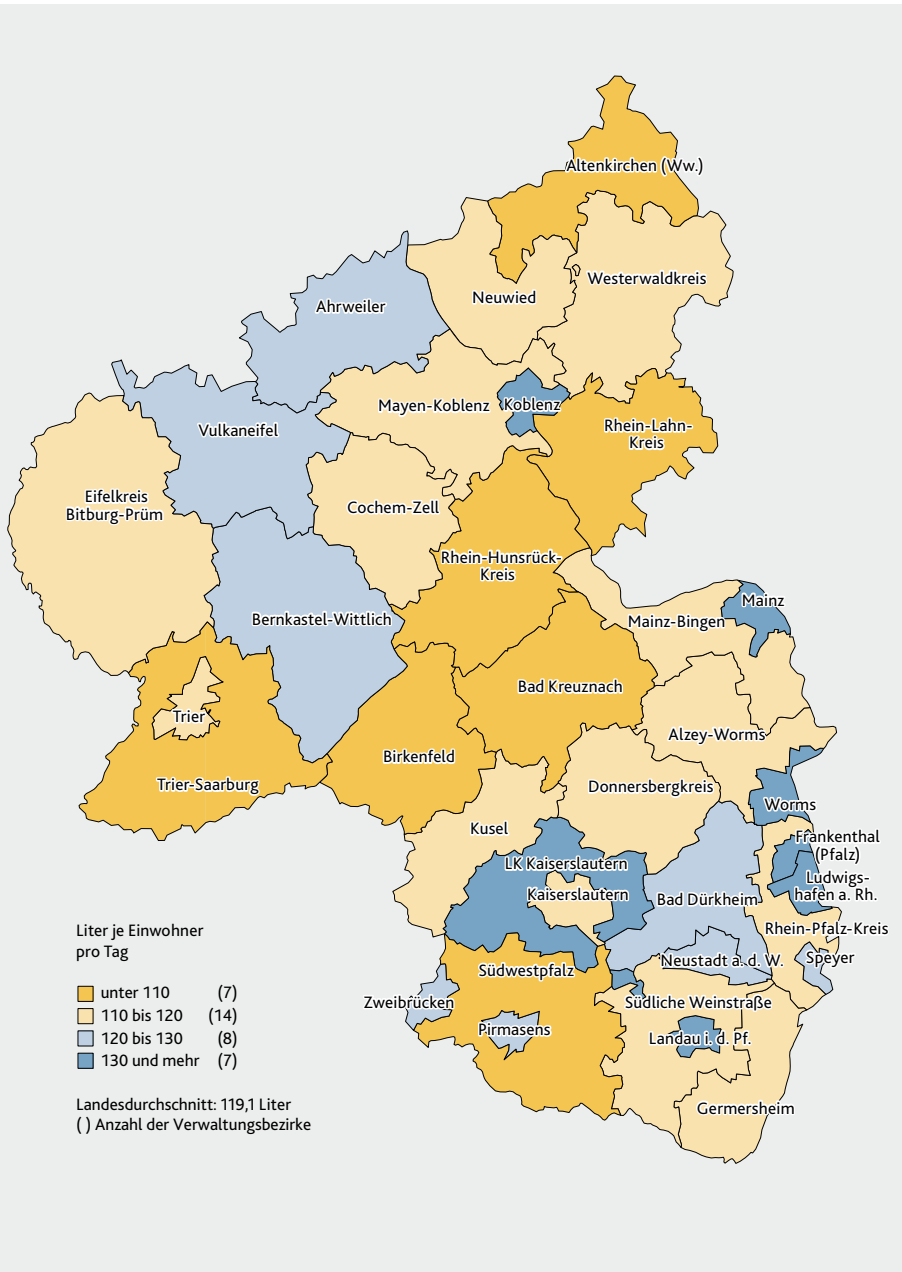 Altenkirchen (Ww.)
Westerwaldkreis
Neuwied
Ahrweiler
Mayen-Koblenz
Koblenz
Rhein-Lahn-
Kreis
Vulkaneifel
Eifelkreis
Bitburg-Prüm
Cochem-Zell
Rhein-Hunsrück-
Kreis
Mainz
Bernkastel-Wittlich
Mainz-Bingen
Bad Kreuznach
Trier
Alzey-Worms
Birkenfeld
Trier-Saarburg
Donnersbergkreis
Worms
Kusel
Frankenthal
(Pfalz)
LK Kaiserslautern
Ludwigs-
hafen a. Rh.
Kaiserslautern
Bad Dürkheim
Rhein-Pfalz-Kreis
Neustadt a. d. W.
Speyer
Südwestpfalz
Zweibrücken
Südliche Weinstraße
Pirmasens
Landau i. d. Pf.
Germersheim
Liter je Einwohner
pro Tag
unter 110 (7)
110 bis 120 (14)
120 bis 130 (8)
130 und mehr (7)
Landesdurchschnitt: 119,1 Liter
( ) Anzahl der Verwaltungsbezirke